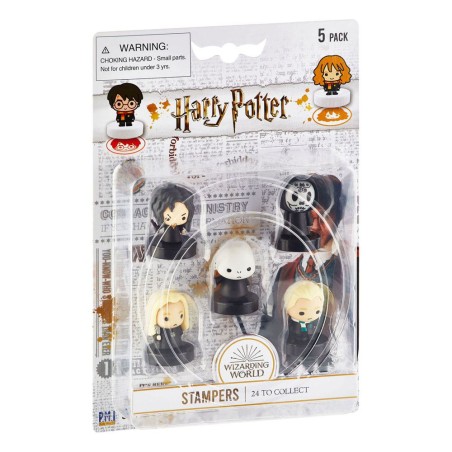 WARNING:
CHOKING HAZARD - Small parts.
Not for children under 3 yrs.
5 PACK
Harry Potter
MINISTRY
WIZARDING
WORLD
STAMPERS | 24 TO COLLECT
PMI